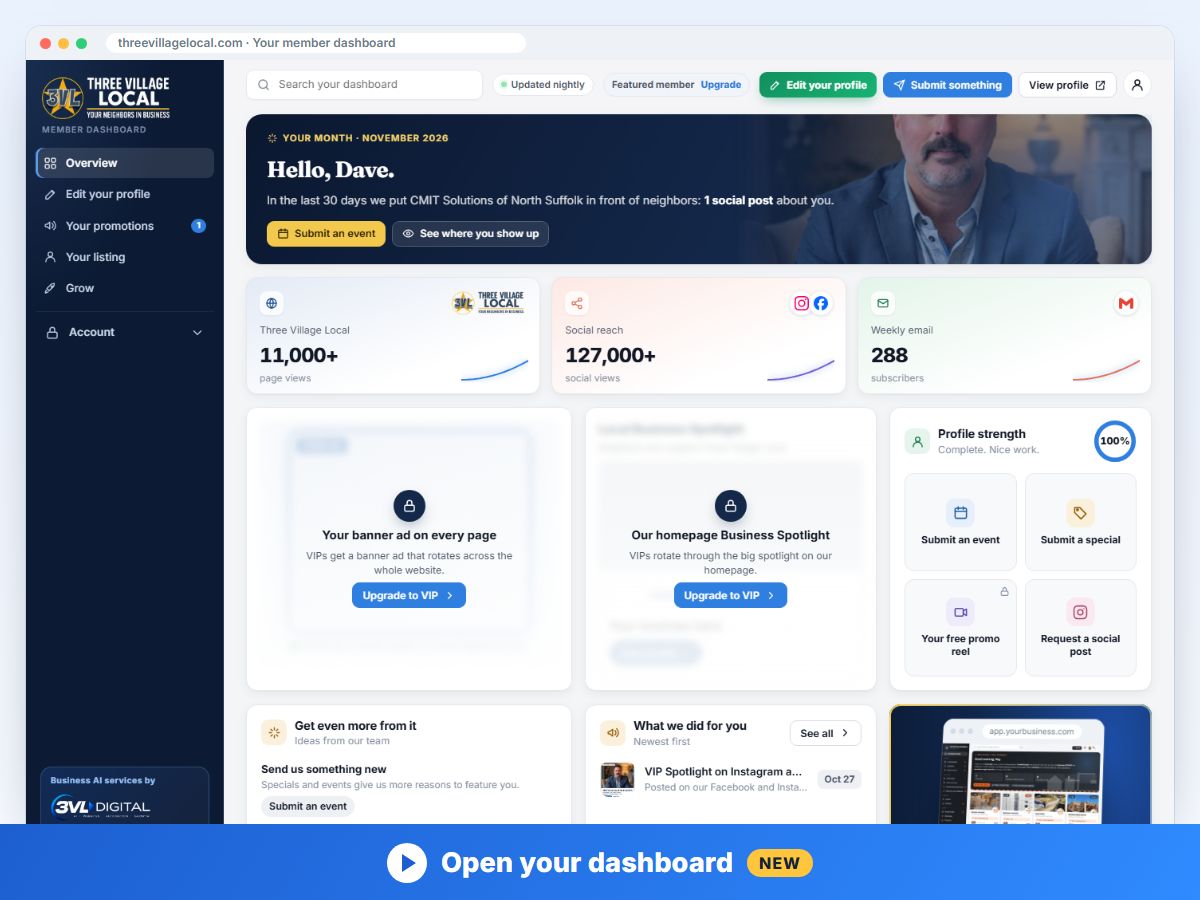 threevillagelocal.com · Your member dashboard
3VL THREE VILLAGE
LOCAL
YOUR NEIGHBORS IN BUSINESS
MEMBER DASHBOARD
Overview
Edit your profile
Your promotions 1
Your listing
Grow
Account
Business AI services by
3VL DIGITAL
Search your dashboard
Updated nightly
Featured member Upgrade
Edit your profile
Submit something
View profile
YOUR MONTH · NOVEMBER 2026
Hello, Dave.
In the last 30 days we put CMIT Solutions of North Suffolk in front of neighbors: 1 social post about you.
Submit an event
See where you show up
3VL THREE VILLAGE
LOCAL
YOUR NEIGHBORS IN BUSINESS
Three Village Local
11,000+
page views
Social reach
127,000+
social views
Weekly email
288
subscribers
Your banner ad on every page
VIPs get a banner ad that rotates across the
whole website.
Upgrade to VIP
Our homepage Business Spotlight
VIPs rotate through the big spotlight on our
homepage.
Upgrade to VIP
Profile strength
Complete. Nice work.
100%
Submit an event
Submit a special
Your free promo
reel
Request a social
post
Get even more from it
Ideas from our team
Send us something new
Specials and events give us more reasons to feature you.
Submit an event
What we did for you
Newest first
See all
VIP Spotlight on Instagram a...
Posted on our Facebook and Insta...
Oct 27
app.yourbusiness.com
Open your dashboard NEW